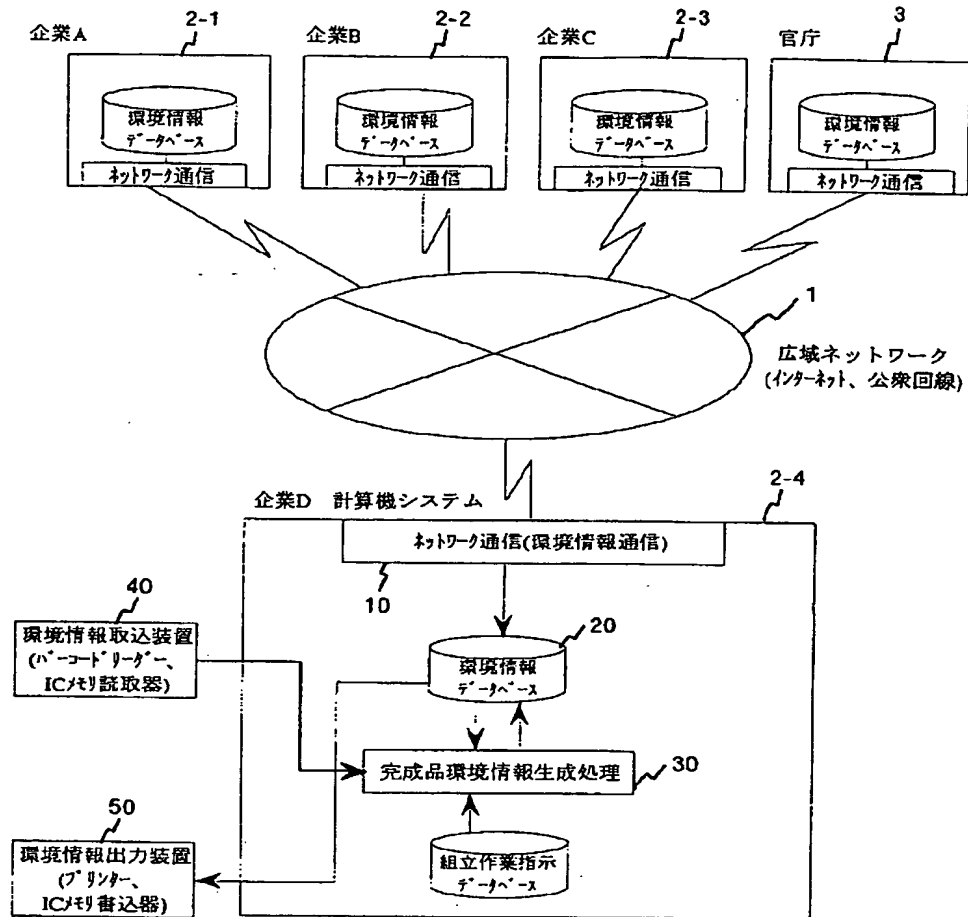 企業A
2-1
企業B
2-2
企業C
2-3
官庁
3
環境情報
データベース
ネットワーク通信
環境情報
データベース
ネットワーク通信
環境情報
データベース
ネットワーク通信
環境情報
データベース
ネットワーク通信
1
広域ネットワーク
(インターネット、公衆回線)
企業D 計算機システム
2-4
ネットワーク通信(環境情報通信)
10
40
環境情報取込装置
(バーコードリーダー、
ICメモリ読取器)
20
環境情報
データベース
完成品環境情報生成処理
30
50
環境情報出力装置
(プリンター、
ICメモリ書込器)
組立作業指示
データベース